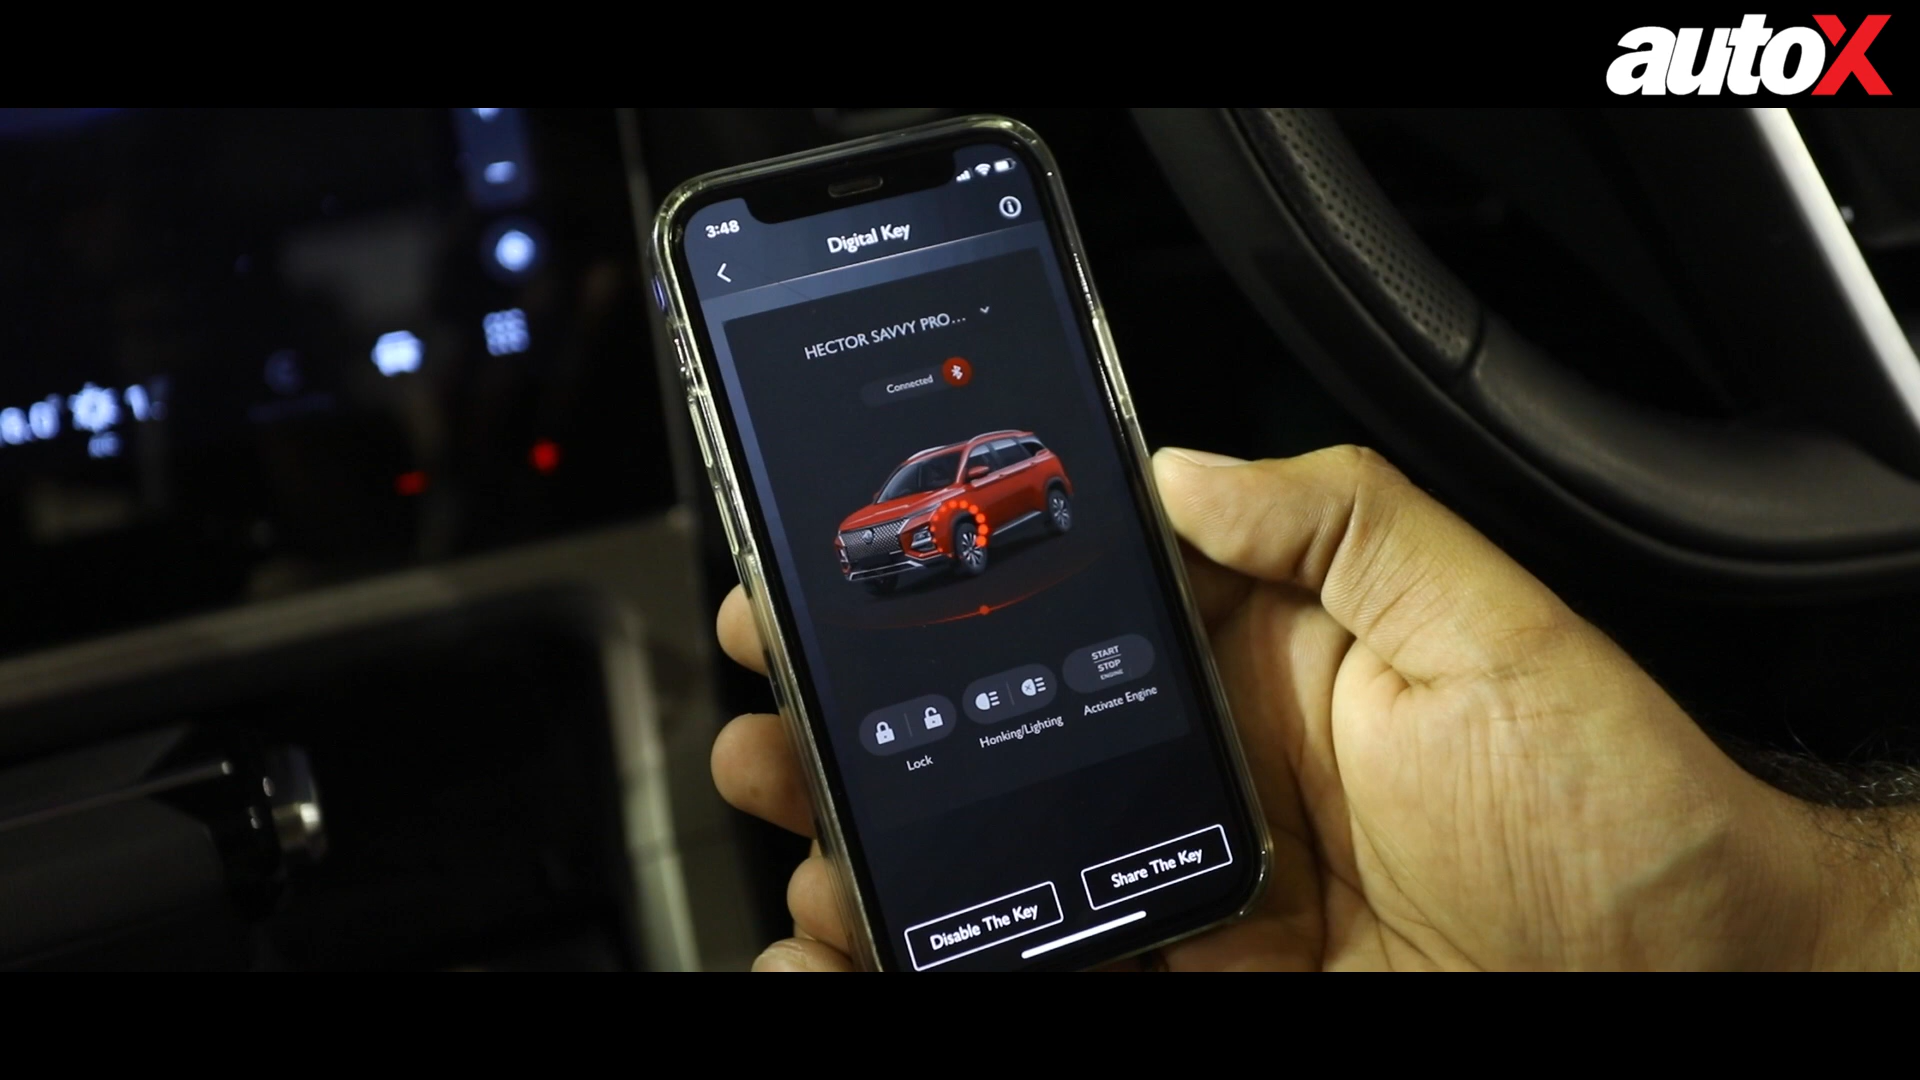 autoX
3:48
Digital Key
HECTOR SAVVY PRO...
Connected
START
STOP
ENGINE
Activate Engine
Honking/Lighting
Lock
Share The Key
Disable The Key